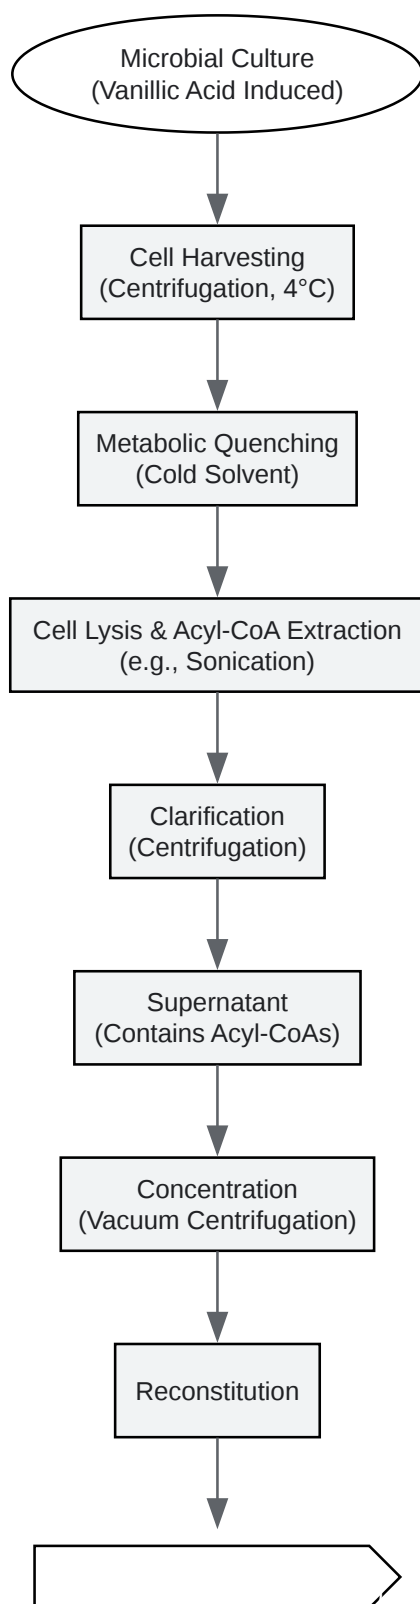 Microbial Culture
(Vanillic Acid Induced)
Cell Harvesting
(Centrifugation, 4°C)
Metabolic Quenching
(Cold Solvent)
Cell Lysis & Acyl-CoA Extraction
(e.g., Sonication)
Clarification
(Centrifugation)
Supernatant
(Contains Acyl-CoAs)
Concentration
(Vacuum Centrifugation)
Reconstitution